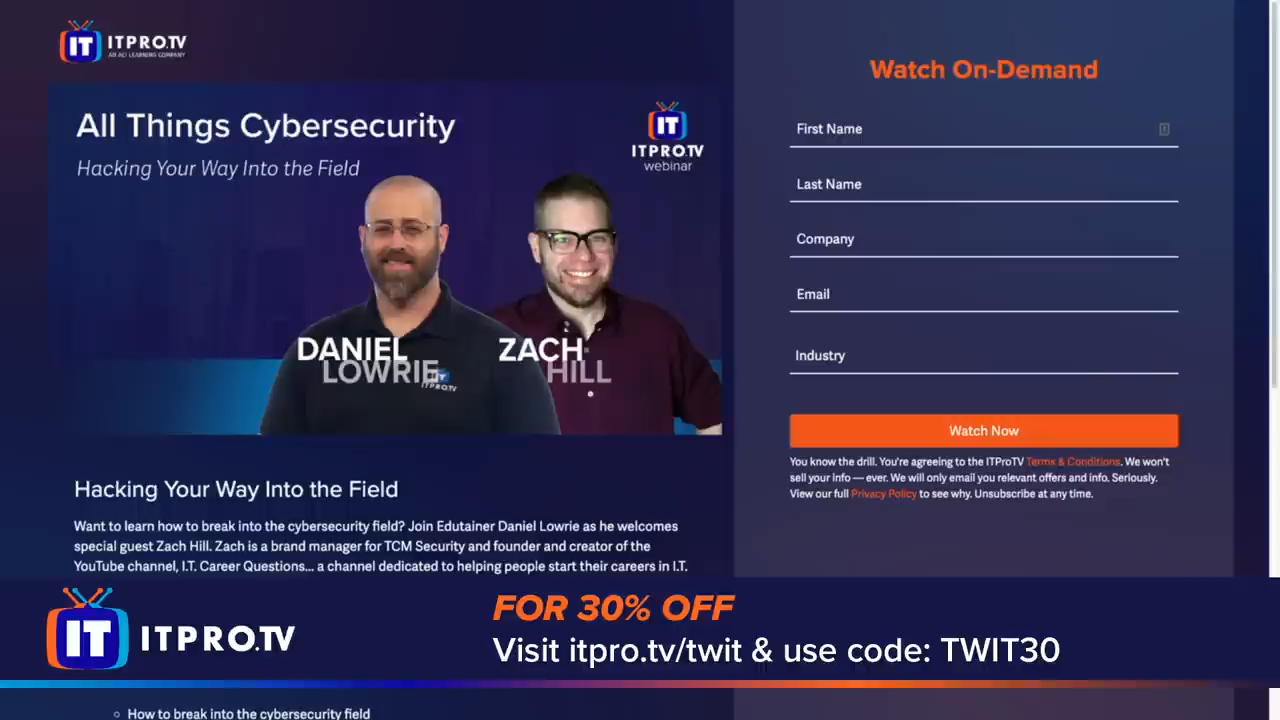 IT
ITPRO.TV
AN ACI LEARNING COMPANY
All Things Cybersecurity
Hacking Your Way Into the Field
IT
ITPRO.TV
webinar
DANIEL
LOWRIE
IT
ITPRO.TV
ZACH
HILL
Hacking Your Way Into the Field
Want to learn how to break into the cybersecurity field? Join Edutainer Daniel Lowrie as he welcomes
special guest Zach Hill. Zach is a brand manager for TCM Security and founder and creator of the
YouTube channel, I.T. Career Questions... a channel dedicated to helping people start their careers in I.T.
Watch On-Demand
First Name
Last Name
Company
Email
Industry
Watch Now
You know the drill. You're agreeing to the ITProTV Terms & Conditions. We won't
sell your info — ever. We will only email you relevant offers and info. Seriously.
View our full Privacy Policy to see why. Unsubscribe at any time.
IT ITPRO.TV
FOR 30% OFF
Visit itpro.tv/twit & use code: TWIT30
How to break into the cybersecurity field